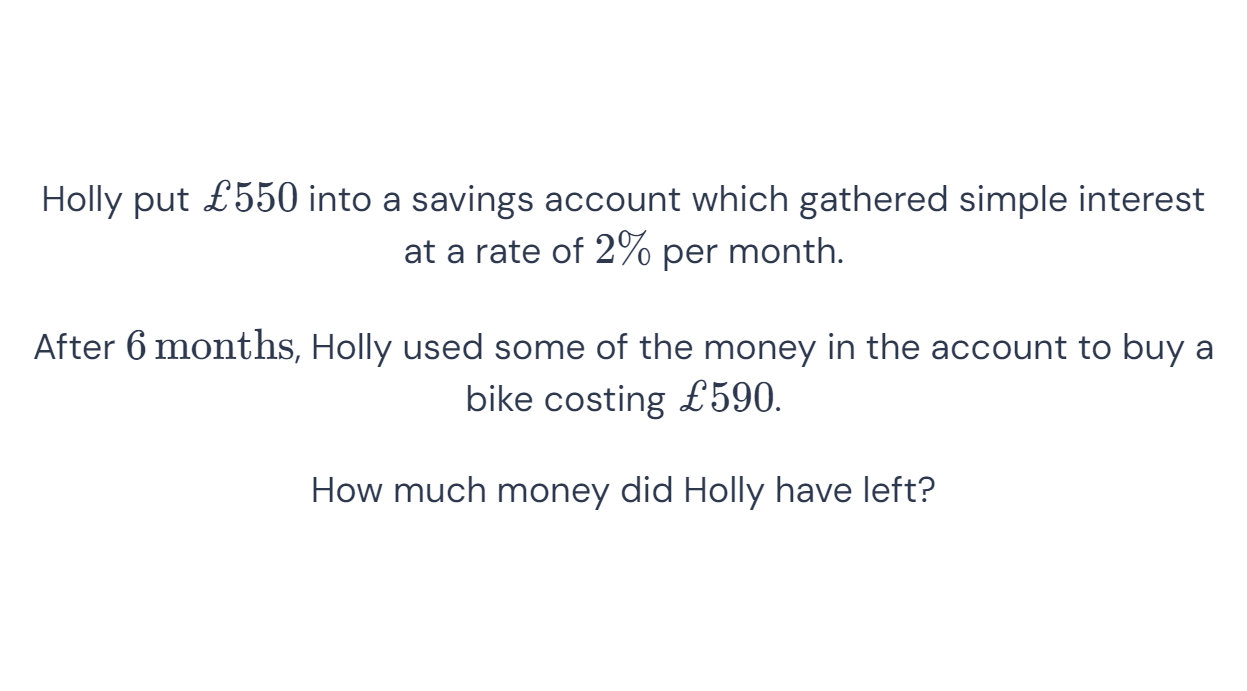 Holly put £550 into a savings account which gathered simple interest
at a rate of 2% per month.
After 6 months, Holly used some of the money in the account to buy a
bike costing £590.
How much money did Holly have left?